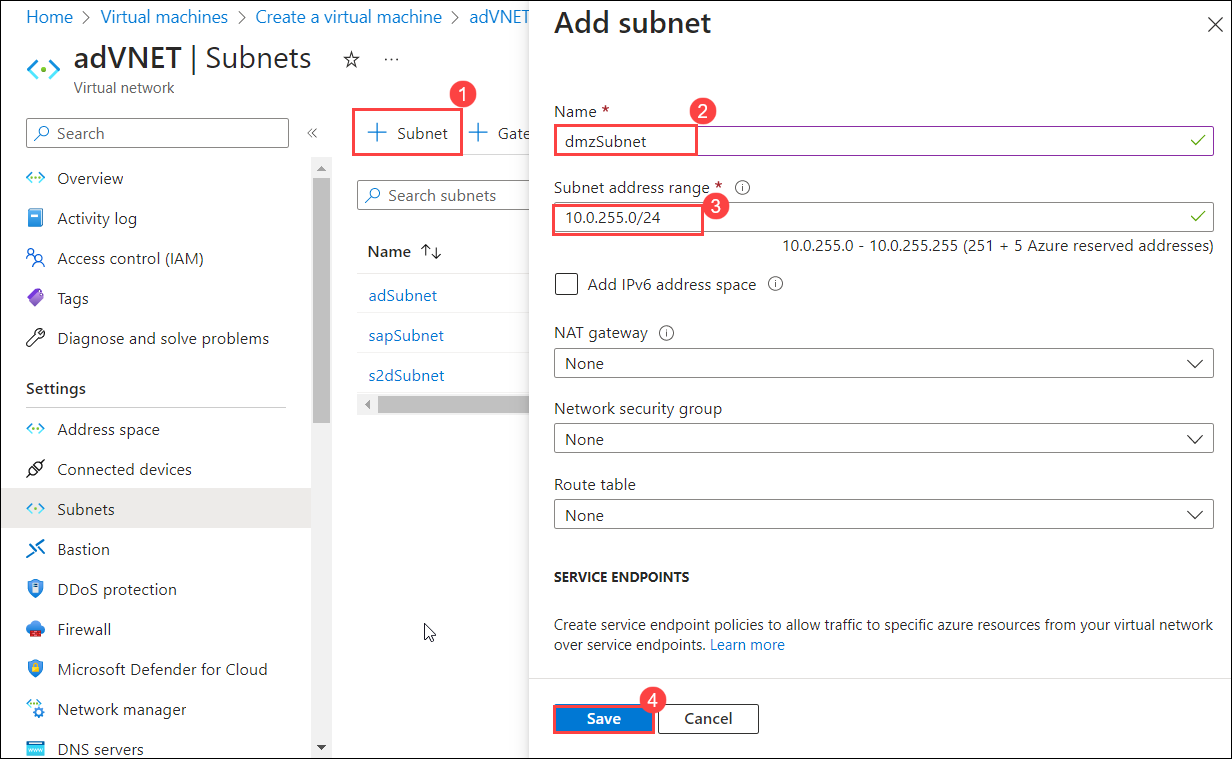 Home > Virtual machines > Create a virtual machine > adVNET
adVNET | Subnets
...
Virtual network
Search
«
Overview
Activity log
Access control (IAM)
Tags
Diagnose and solve problems
Settings
Address space
Connected devices
Subnets
Bastion
DDoS protection
Firewall
Microsoft Defender for Cloud
Network manager
DNS servers
1
+ Subnet
+ Gate
Search subnets
Name ↑↓
adSubnet
sapSubnet
s2dSubnet
Add subnet
Name *
2
dmzSubnet
Subnet address range *
3
10.0.255.0/24
10.0.255.0 - 10.0.255.255 (251 + 5 Azure reserved addresses)
Add IPv6 address space
NAT gateway
None
Network security group
None
Route table
None
SERVICE ENDPOINTS
Create service endpoint policies to allow traffic to specific azure resources from your virtual network
over service endpoints. Learn more
4
Save
Cancel